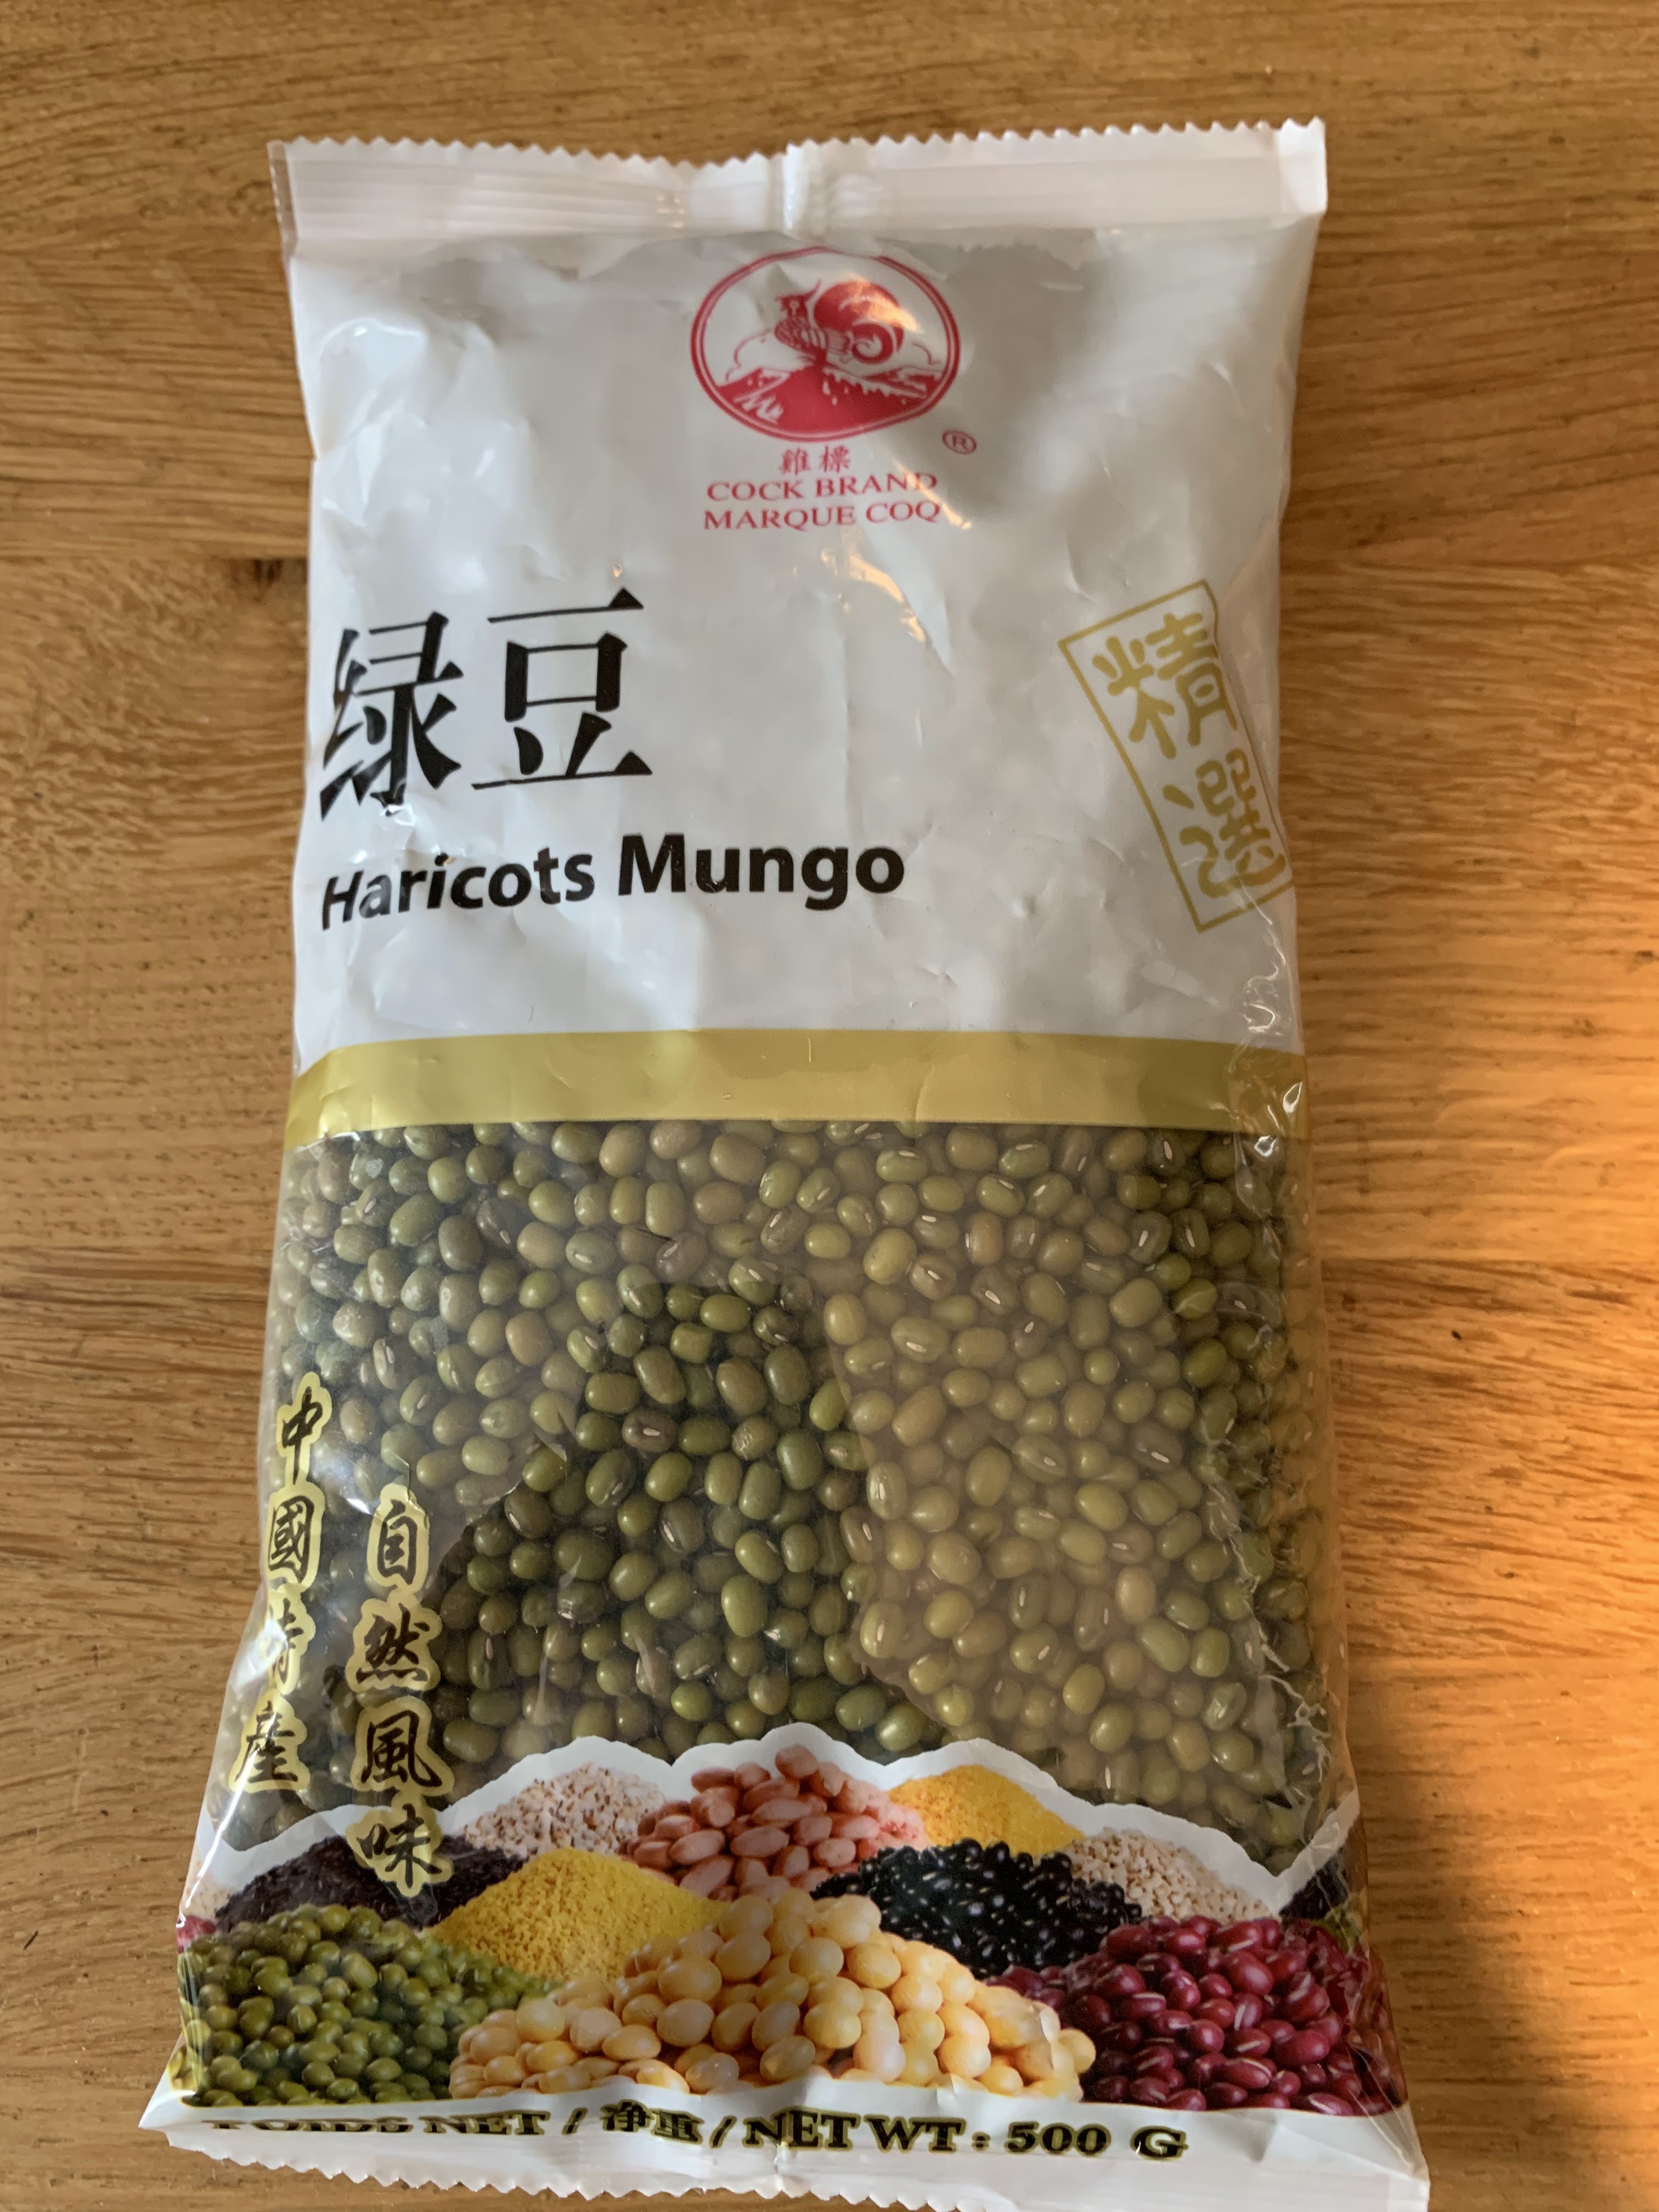 雞標
COCK BRAND
MARQUE COQ
®
绿豆
Haricots Mungo
精選
自然風味
中國特產
POIDS NET / 净重 / NET WT : 500 G